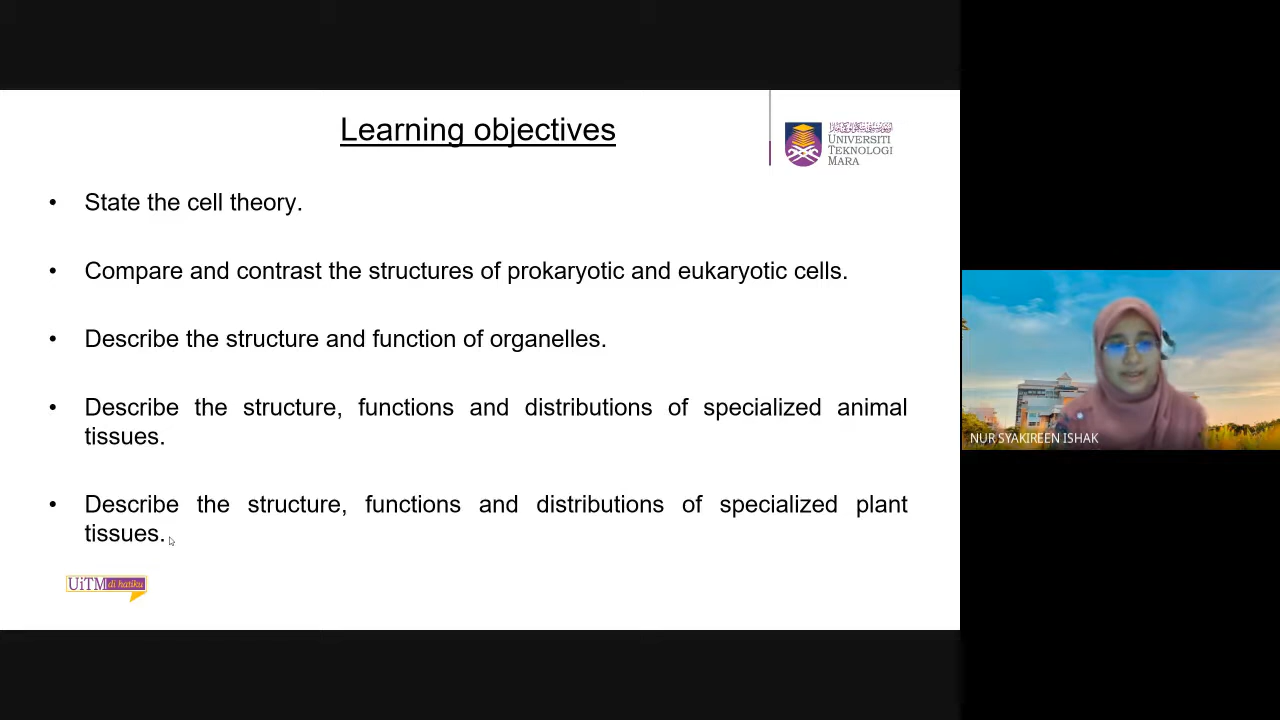 Learning objectives
UNIVERSITI
TEKNOLOGI
MARA
• State the cell theory.
• Compare and contrast the structures of prokaryotic and eukaryotic cells.
• Describe the structure and function of organelles.
• Describe the structure, functions and distributions of specialized animal
tissues.
• Describe the structure, functions and distributions of specialized plant
tissues.
UiTM di hatiku
NUR SYAKIREEN ISHAK